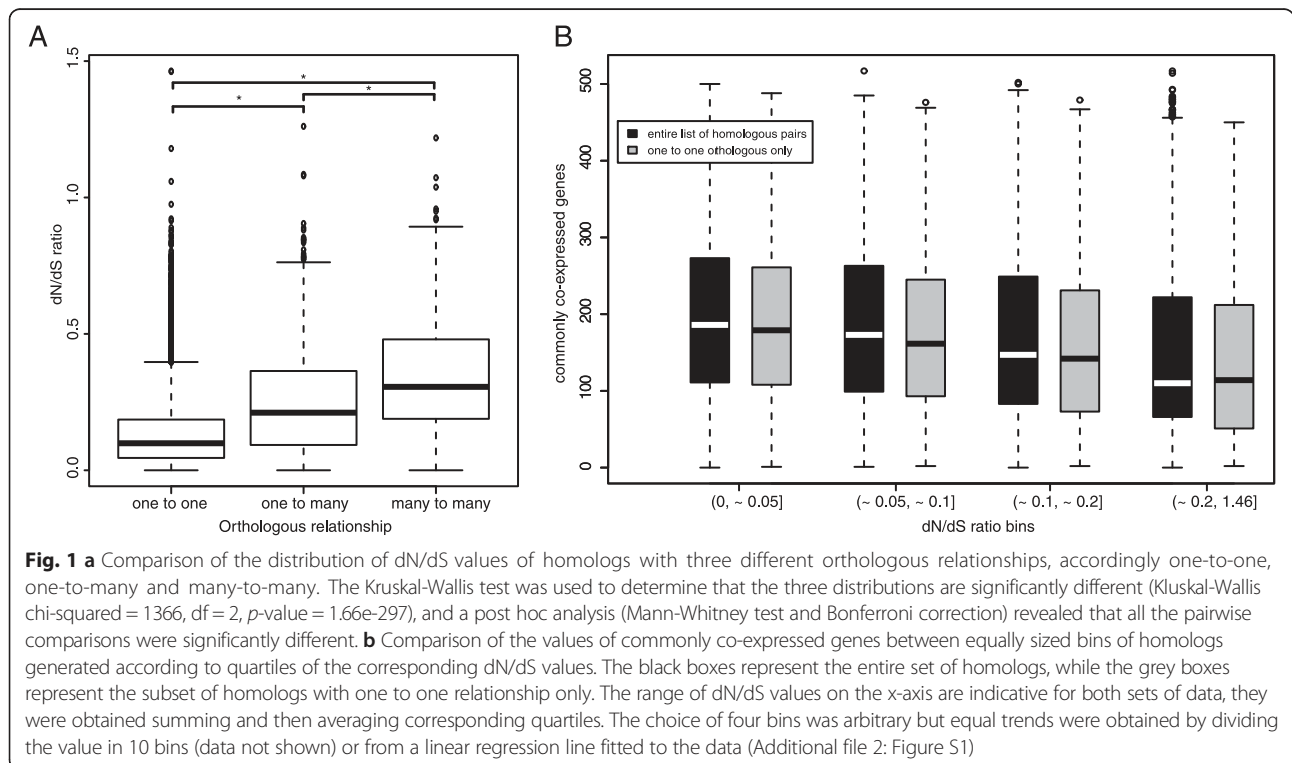 A
B
1.5
1.0
0.5
0.0
dN/dS ratio
*
*
*
one to one
one to many
many to many
Orthologous relationship
500
400
300
200
100
0
commonly co-expressed genes
entire list of homologous pairs
one to one orthologous only
(0, ~ 0.05]
(~ 0.05, ~ 0.1]
(~ 0.1, ~ 0.2]
(~ 0.2, 1.46]
dN/dS ratio bins
Fig. 1 a Comparison of the distribution of dN/dS values of homologs with three different orthologous relationships, accordingly one-to-one,
one-to-many and many-to-many. The Kruskal-Wallis test was used to determine that the three distributions are significantly different (Kluskal-Wallis
chi-squared = 1366, df = 2, p-value = 1.66e-297), and a post hoc analysis (Mann-Whitney test and Bonferroni correction) revealed that all the pairwise
comparisons were significantly different. b Comparison of the values of commonly co-expressed genes between equally sized bins of homologs
generated according to quartiles of the corresponding dN/dS values. The black boxes represent the entire set of homologs, while the grey boxes
represent the subset of homologs with one to one relationship only. The range of dN/dS values on the x-axis are indicative for both sets of data, they
were obtained summing and then averaging corresponding quartiles. The choice of four bins was arbitrary but equal trends were obtained by dividing
the value in 10 bins (data not shown) or from a linear regression line fitted to the data (Additional file 2: Figure S1)